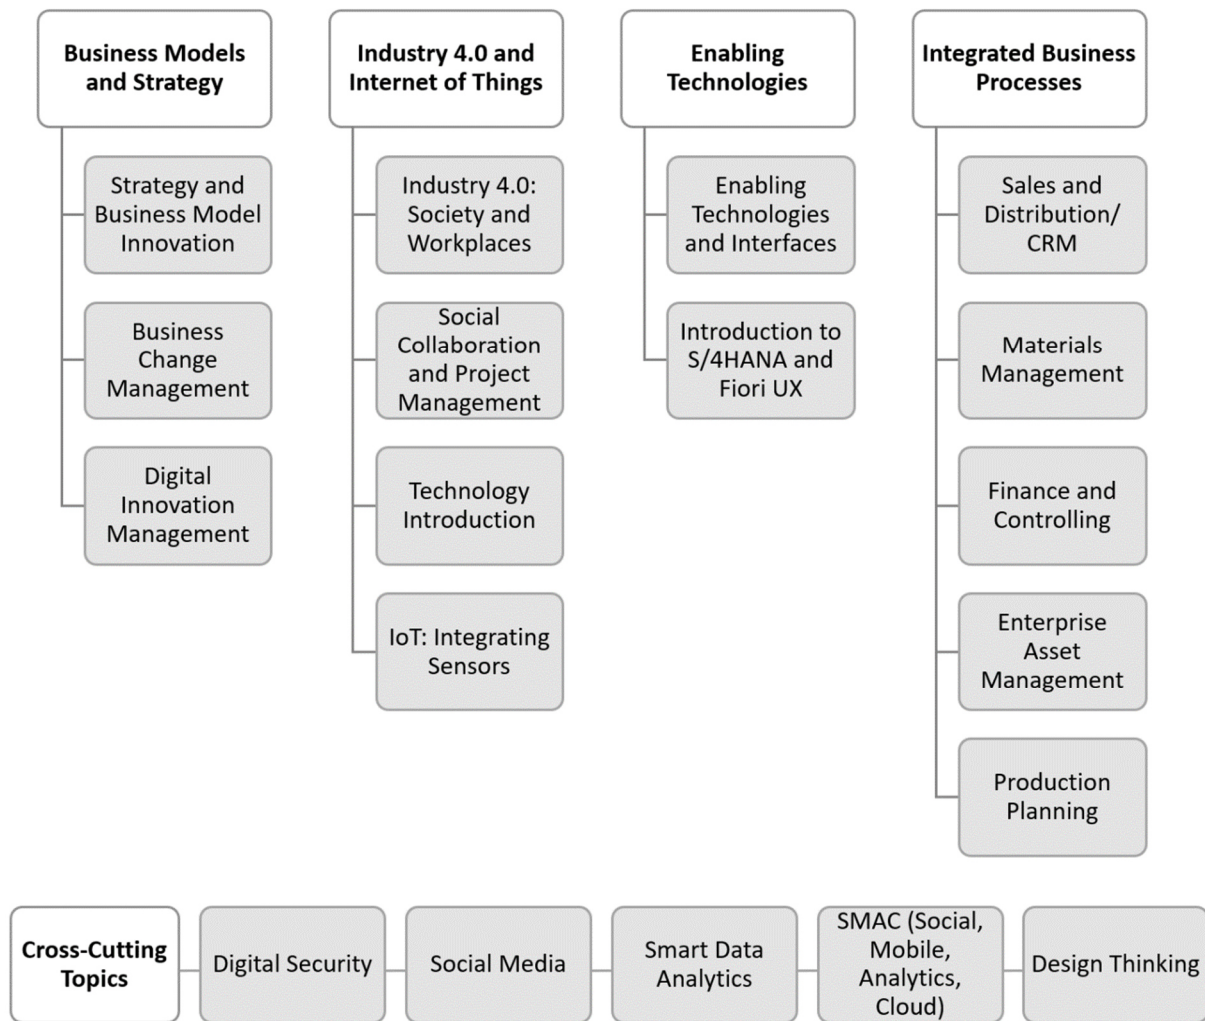 Business Models
and Strategy
Strategy and
Business Model
Innovation
Business
Change
Management
Digital
Innovation
Management
Industry 4.0 and
Internet of Things
Industry 4.0:
Society and
Workplaces
Social
Collaboration
and Project
Management
Technology
Introduction
IoT: Integrating
Sensors
Enabling
Technologies
Enabling
Technologies
and Interfaces
Introduction to
S/4HANA and
Fiori UX
Integrated Business
Processes
Sales and
Distribution/
CRM
Materials
Management
Finance and
Controlling
Enterprise
Asset
Management
Production
Planning
Cross-Cutting
Topics
Digital Security
Social Media
Smart Data
Analytics
SMAC (Social,
Mobile,
Analytics,
Cloud)
Design Thinking